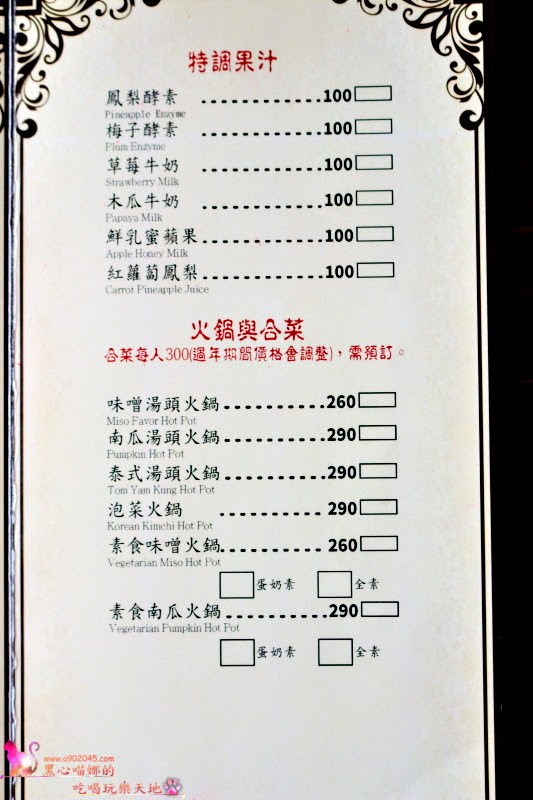 特調果汁
鳳梨酵素 ............. 100
Pineapple Enzyme
梅子酵素 ............. 100
Plum Enzyme
草莓牛奶 ............. 100
Strawberry Milk
木瓜牛奶 ............. 100
Papaya Milk
鮮乳蜜蘋果 ............. 100
Apple Honey Milk
紅蘿蔔鳳梨 ............. 100
Carrot Pineapple Juice
火鍋與合菜
合菜每人300(過年期間價格會調整)，需預訂。
味噌湯頭火鍋 ........... 260
Miso Favor Hot Pot
南瓜湯頭火鍋 ........... 290
Pumpkin Hot Pot
泰式湯頭火鍋 ........... 290
Tom Yam Kung Hot Pot
泡菜火鍋 ........... 290
Korean Kimchi Hot Pot
素食味噌火鍋 ........... 260
Vegetarian Miso Hot Pot
蛋奶素 全素
素食南瓜火鍋 ........... 290
Vegetarian Pumpkin Hot Pot
蛋奶素 全素
www.a902045.com
黑心喵娜的
吃喝玩樂天地